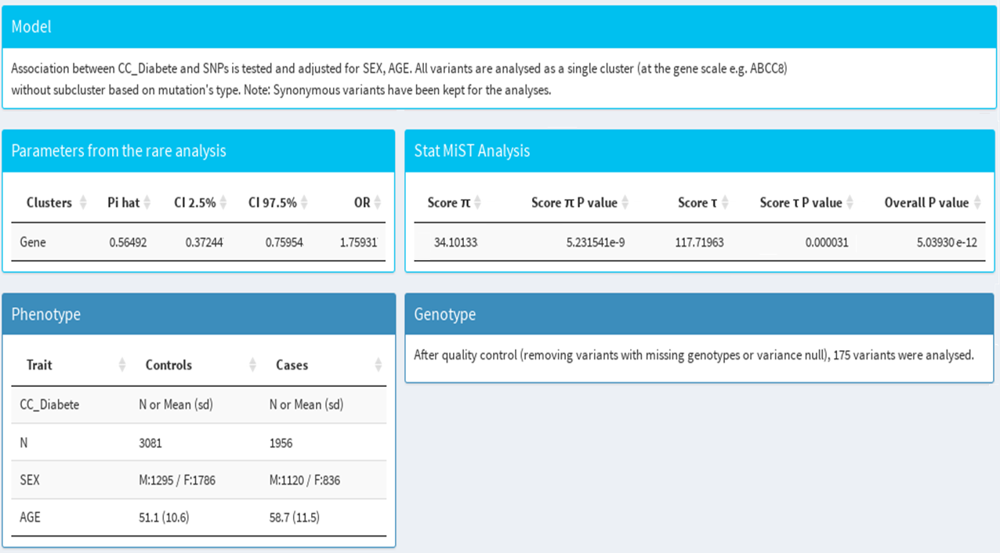 Model
Association between CC_Diabete and SNPs is tested and adjusted for SEX, AGE. All variants are analysed as a single cluster (at the gene scale e.g. ABCC8)
without subcluster based on mutation's type. Note: Synonymous variants have been kept for the analyses.
Parameters from the rare analysis
Clusters Pi hat CI 2.5% CI 97.5% OR
Gene 0.56492 0.37244 0.75954 1.75931
Stat MiST Analysis
Score π Score π P value Score τ Score τ P value Overall P value
34.10133 5.231541e-9 117.71963 0.000031 5.03930 e-12
Phenotype
Trait Controls Cases
CC_Diabete N or Mean (sd) N or Mean (sd)
N 3081 1956
SEX M:1295 / F:1786 M:1120 / F:836
AGE 51.1 (10.6) 58.7 (11.5)
Genotype
After quality control (removing variants with missing genotypes or variance null), 175 variants were analysed.